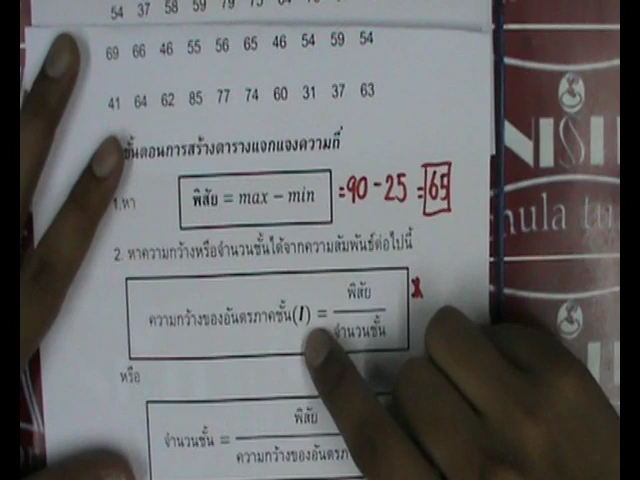 54 37 58 59 79
69 66 46 55 56 65 46 54 59 54
41 64 62 85 77 74 60 31 37 63
ขั้นตอนการสร้างตารางแจกแจงความถี่
1.หา พิสัย = max − min = 90 - 25 = 65
2. หาความกว้างหรือจำนวนชั้นได้จากความสัมพันธ์ต่อไปนี้
ความกว้างของอันตรภาคชั้น(I) = พิสัย
จำนวนชั้น
หรือ
จำนวนชั้น = พิสัย
ความกว้างของอันตรภ